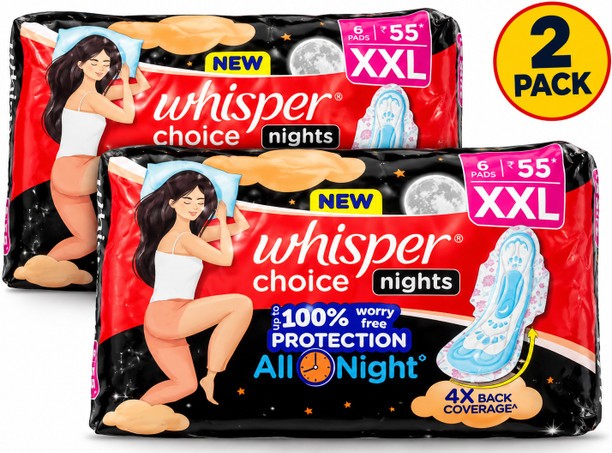 2
PACK
6 PADS ₹ 55*
XXL
NEW
whisper®
choice nights
6 PADS ₹ 55*
XXL
NEW
whisper®
choice nights
up to 100% worry free
PROTECTION
All Night◊
4X BACK
COVERAGE^